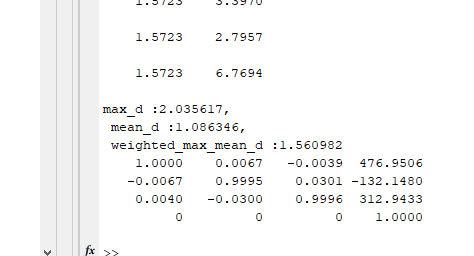 1.5723 3.3970
1.5723 2.7957
1.5723 6.7694
max_d :2.035617,
mean_d :1.086346,
weighted_max_mean_d :1.560982
1.0000 0.0067 -0.0039 476.9506
-0.0067 0.9995 0.0301 -132.1480
0.0040 -0.0300 0.9996 312.9433
0 0 0 1.0000
fx >>